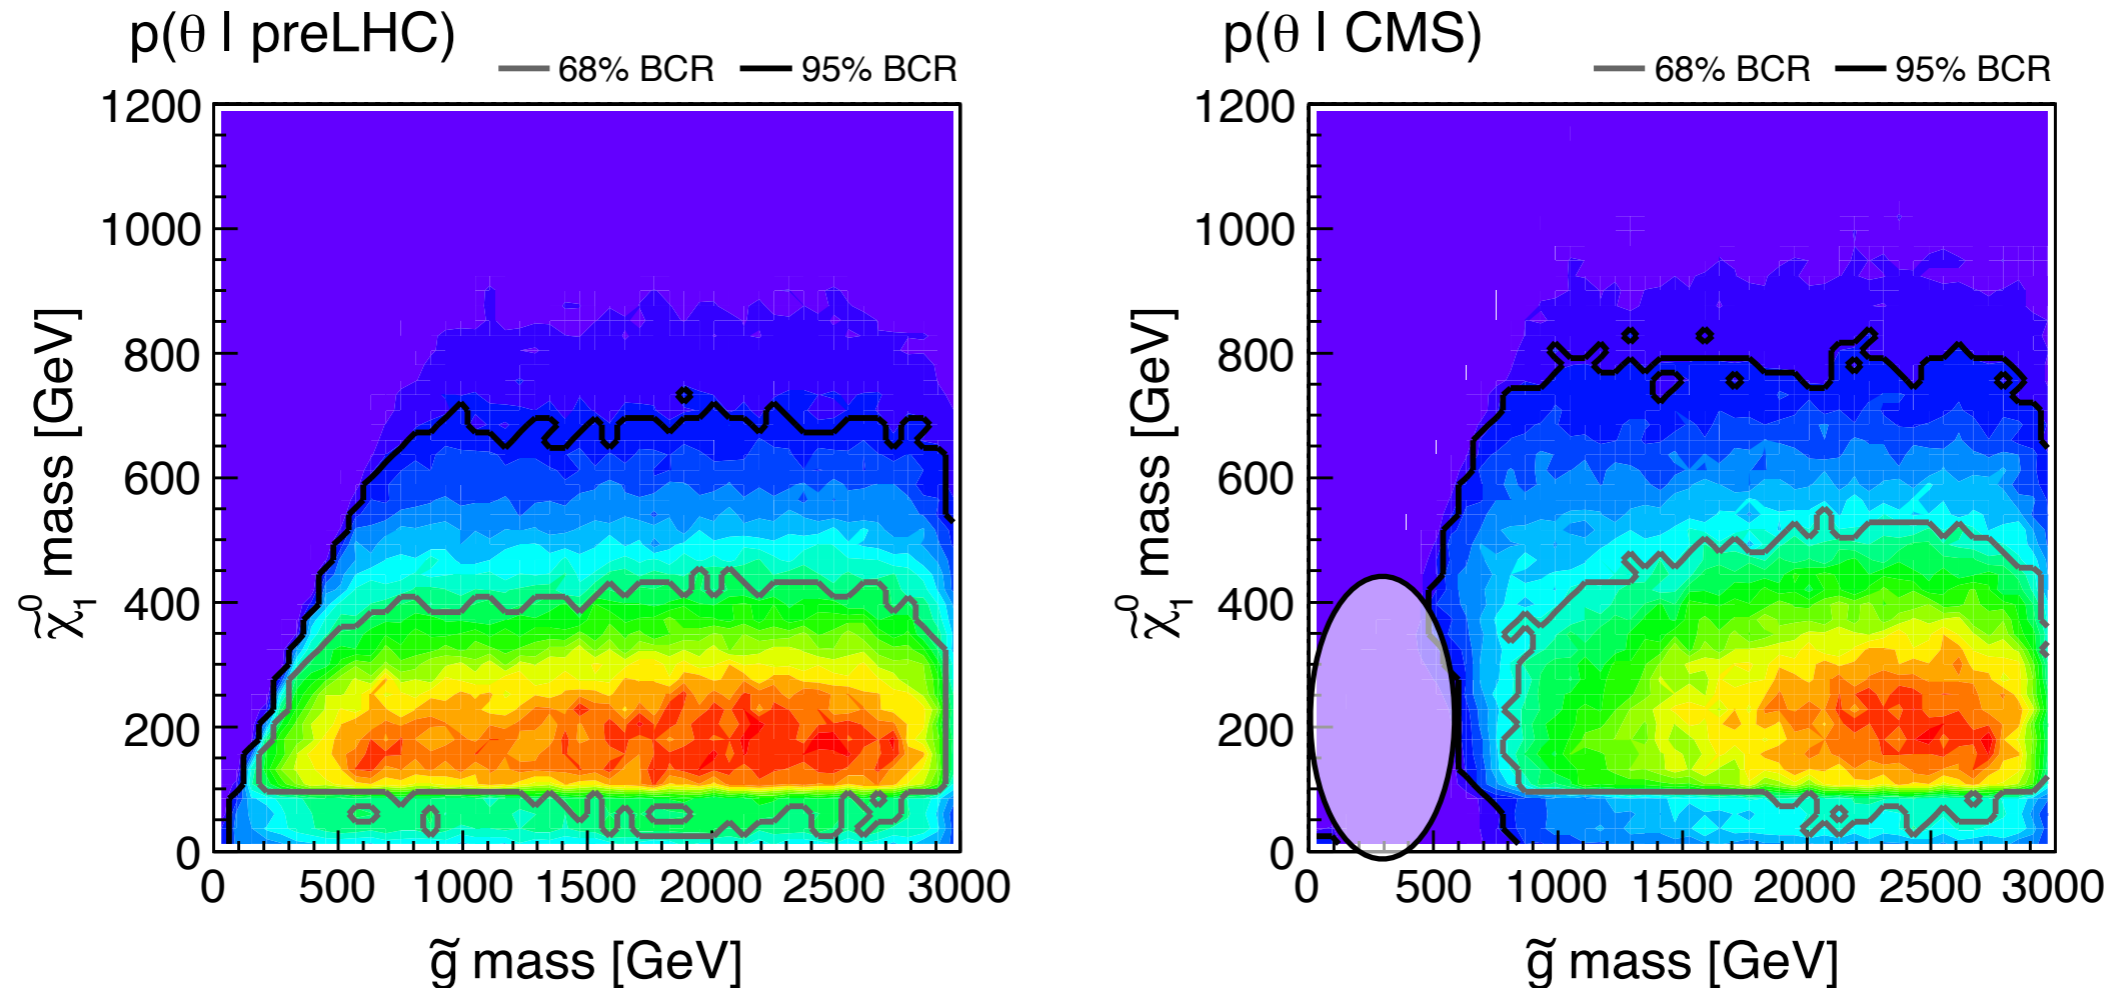 p(θ | preLHC)
68% BCR 95% BCR
1200
1000
800
600
400
200
0
0 500 1000 1500 2000 2500 3000
χ̃⁰₁ mass [GeV]
g̃ mass [GeV]
p(θ | CMS)
68% BCR 95% BCR
1200
1000
800
600
400
200
0
0 500 1000 1500 2000 2500 3000
χ̃⁰₁ mass [GeV]
g̃ mass [GeV]